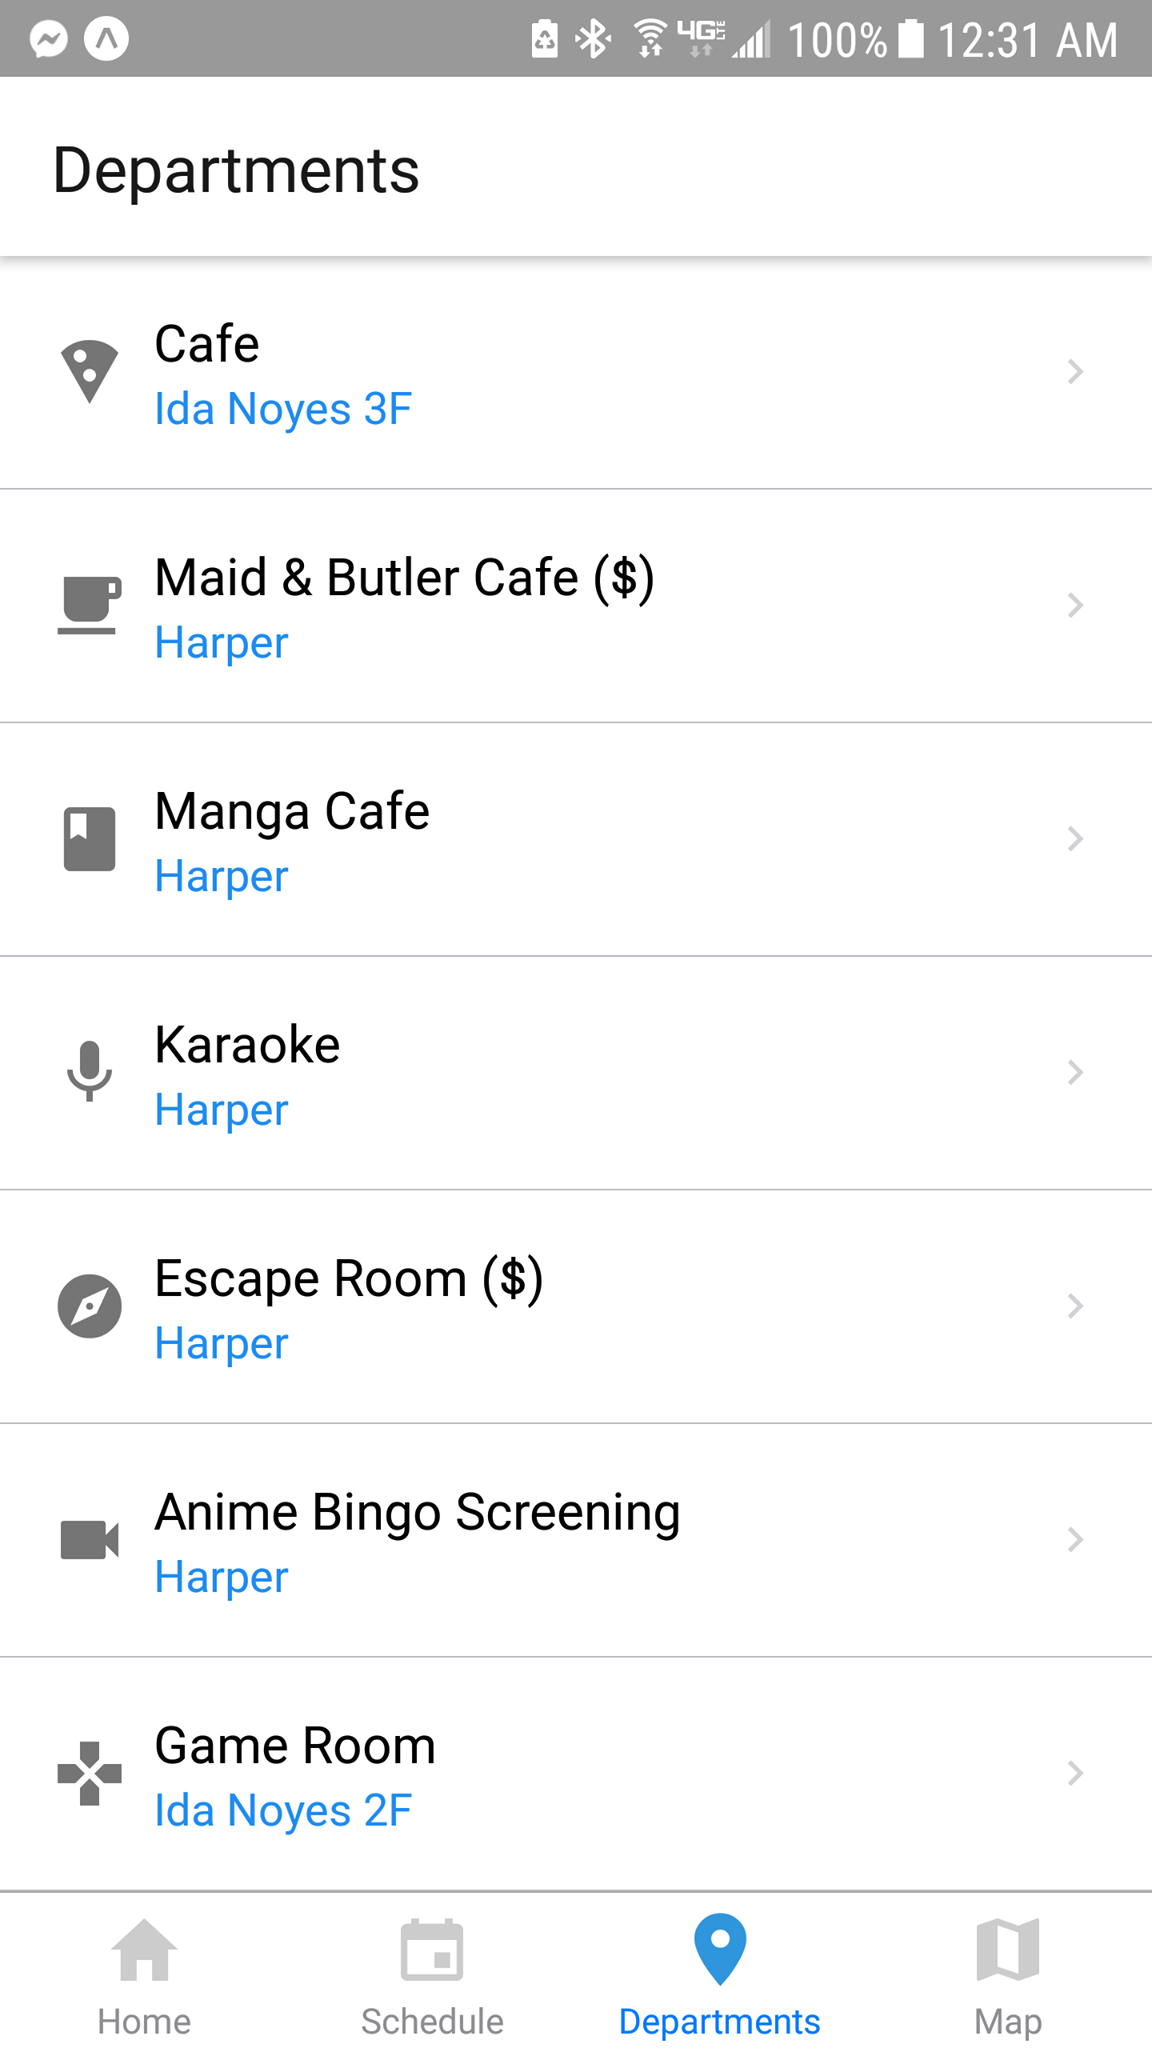 4G LTE 100% 12:31 AM
Departments
Cafe
Ida Noyes 3F
Maid & Butler Cafe ($)
Harper
Manga Cafe
Harper
Karaoke
Harper
Escape Room ($)
Harper
Anime Bingo Screening
Harper
Game Room
Ida Noyes 2F
Home Schedule Departments Map